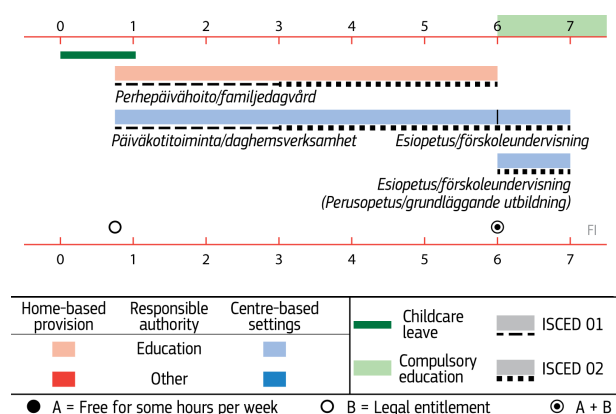 0 1 2 3 4 5 6 7
Perhepäivähoito/familjedagvård
Päiväkotitoiminta/daghemsverksamhet Esiopetus/förskoleundervisning
Esiopetus/förskoleundervisning
(Perusopetus/grundläggande utbildning)
FI
0 1 2 3 4 5 6 7
Home-based provision Responsible authority Centre-based settings
Education
Other
Childcare leave ISCED 01
Compulsory education ISCED 02
A = Free for some hours per week B = Legal entitlement A + B